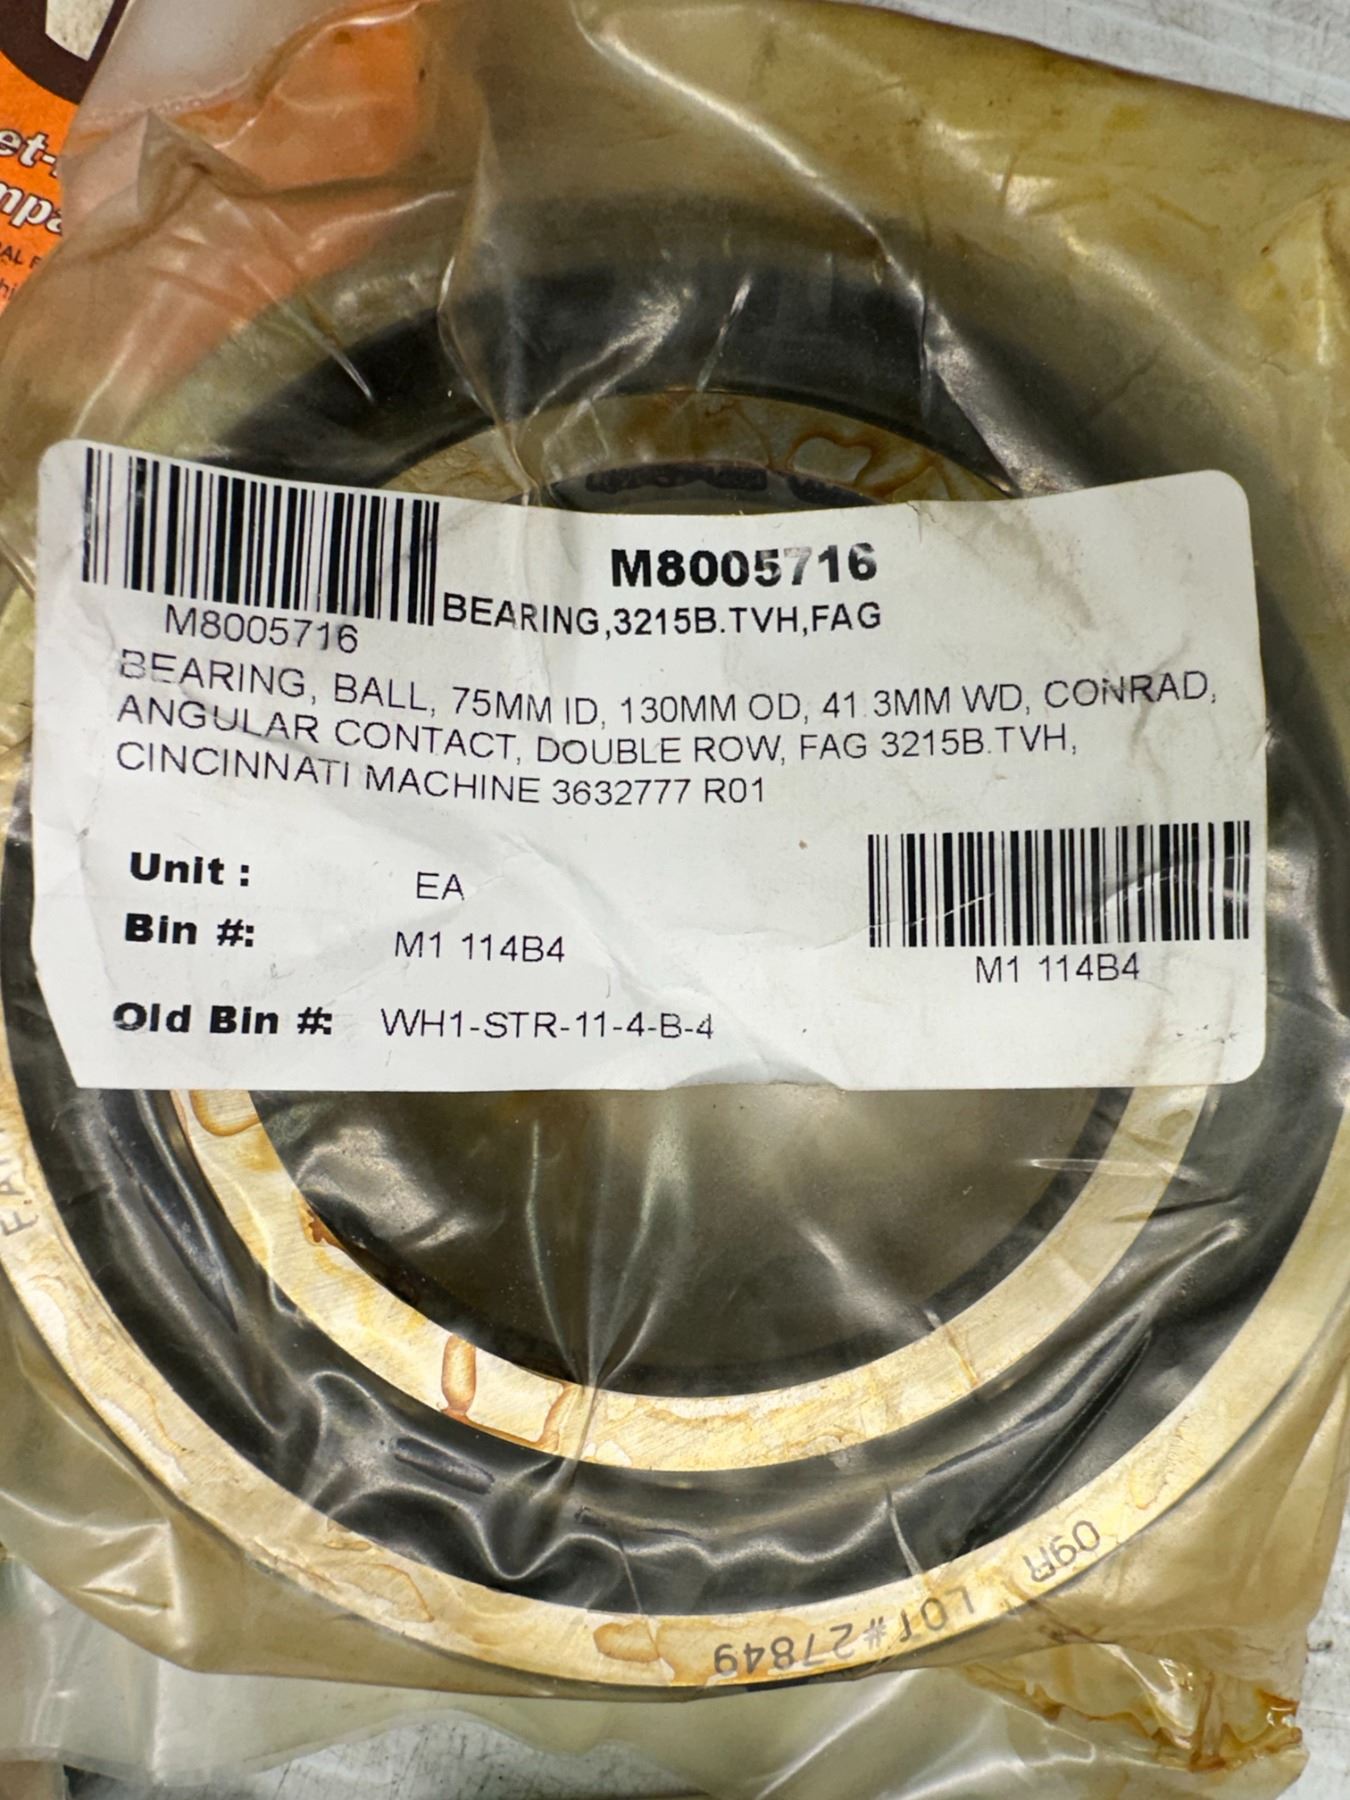 M8005716
M8005716
BEARING,3215B.TVH,FAG
BEARING, BALL, 75MM ID, 130MM OD, 41.3MM WD, CONRAD,
ANGULAR CONTACT, DOUBLE ROW, FAG 3215B.TVH,
CINCINNATI MACHINE 3632777 R01
Unit : EA
Bin #: M1 114B4
M1 114B4
Old Bin #: WH1-STR-11-4-B-4
09R LOT#27849